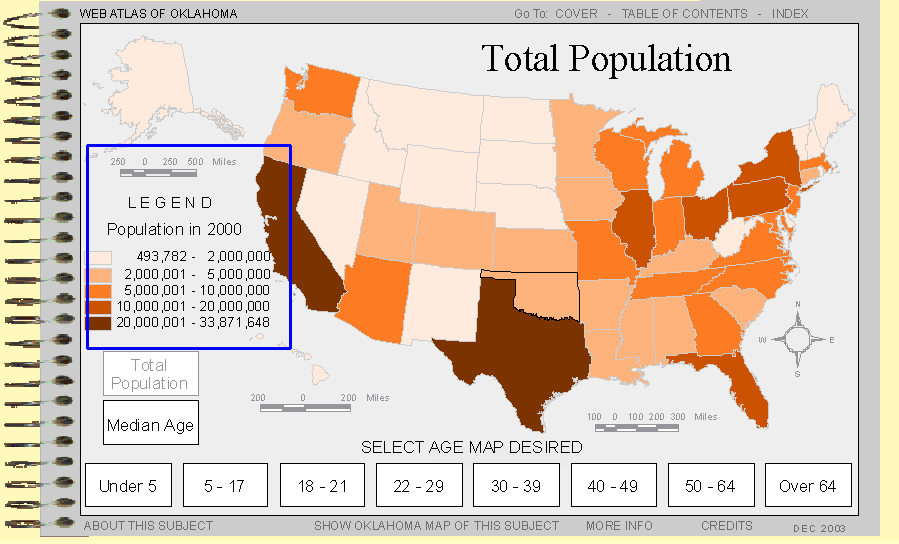 WEB ATLAS OF OKLAHOMA
Go To: COVER - TABLE OF CONTENTS - INDEX
Total Population
250 0 250 500 Miles
LEGEND
Population in 2000
493,782 - 2,000,000
2,000,001 - 5,000,000
5,000,001 - 10,000,000
10,000,001 - 20,000,000
20,000,001 - 33,871,648
N
W E
S
Total
Population
Median Age
200 0 200 Miles
100 0 100 200 300 Miles
SELECT AGE MAP DESIRED
Under 5 5 - 17 18 - 21 22 - 29 30 - 39 40 - 49 50 - 64 Over 64
ABOUT THIS SUBJECT SHOW OKLAHOMA MAP OF THIS SUBJECT MORE INFO CREDITS DEC 2003